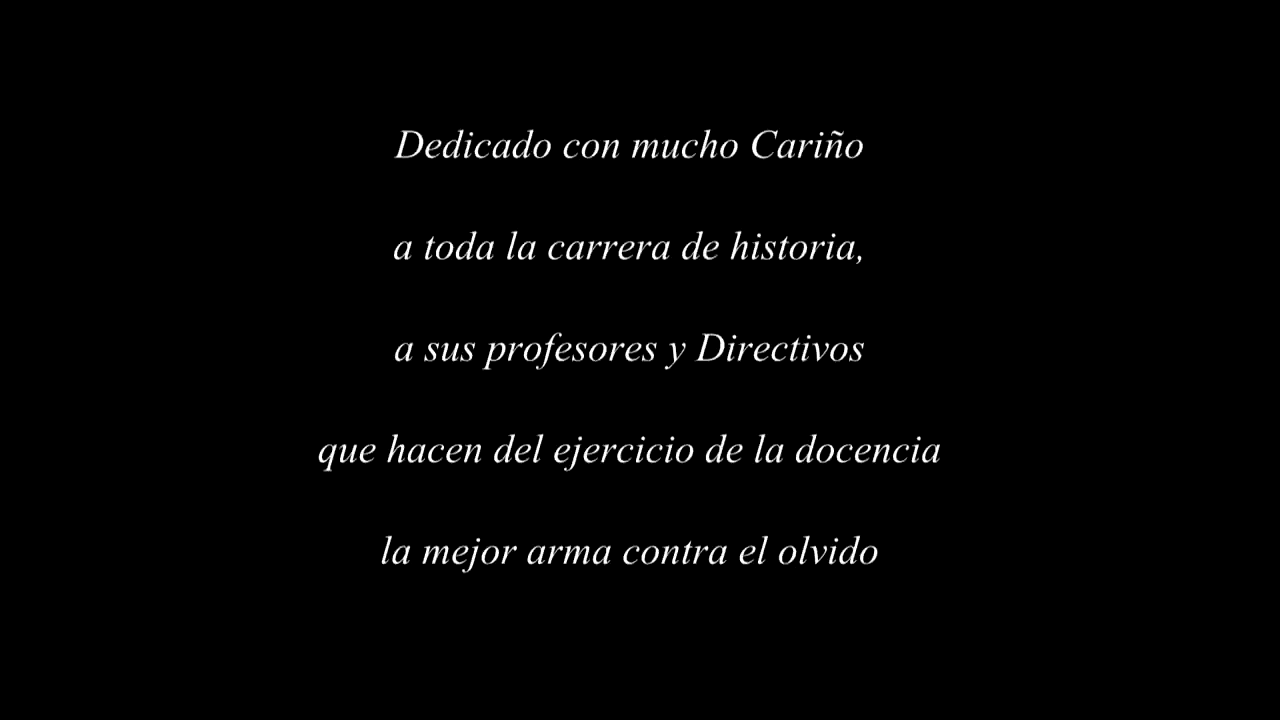 Dedicado con mucho Cariño
a toda la carrera de historia,
a sus profesores y Directivos
que hacen del ejercicio de la docencia
la mejor arma contra el olvido